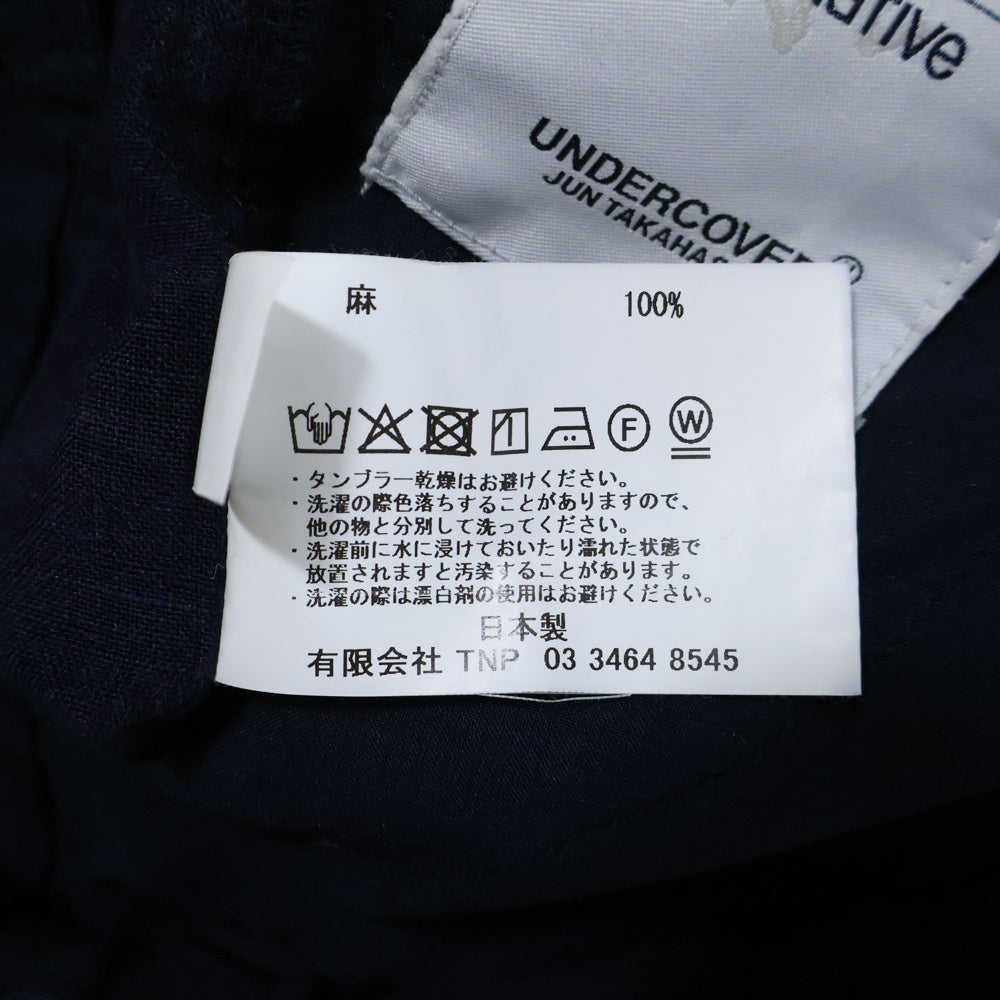 UNDERCOVER
JUN
麻 100%
F W
・タンブラー乾燥はお避けください。
・洗濯の際色落ちすることがありますので、
他の物と分別して洗ってください。
・洗濯前に水に浸けておいたり濡れた状態で
放置されますと汚染することがあります。
・洗濯の際は漂白剤の使用はお避けください。
日本製
有限会社 TNP 03 3464 8545